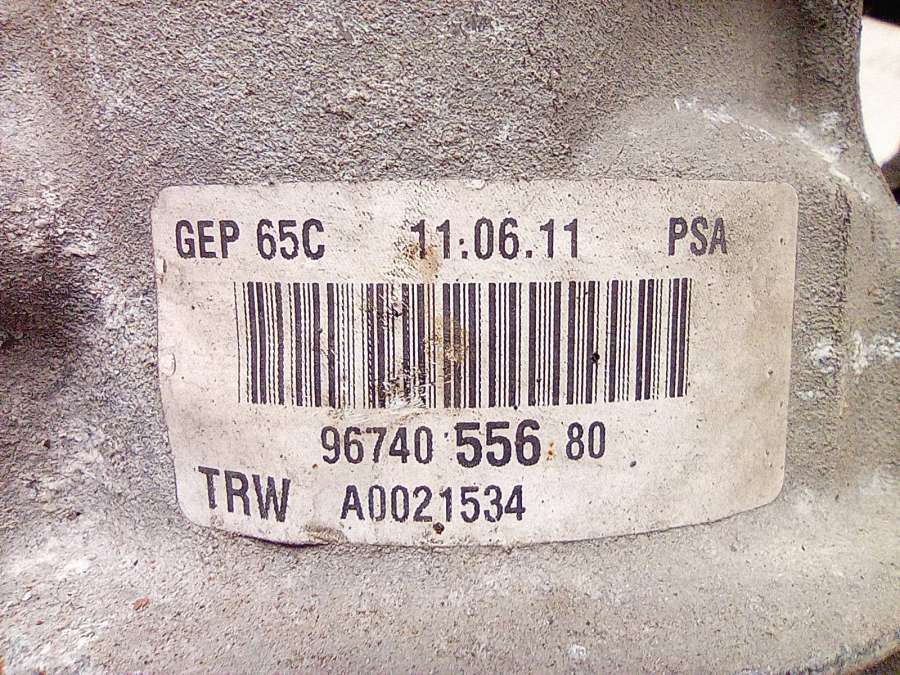 GEP 65C 11.06.11 PSA
96740 556 80
TRW A0021534